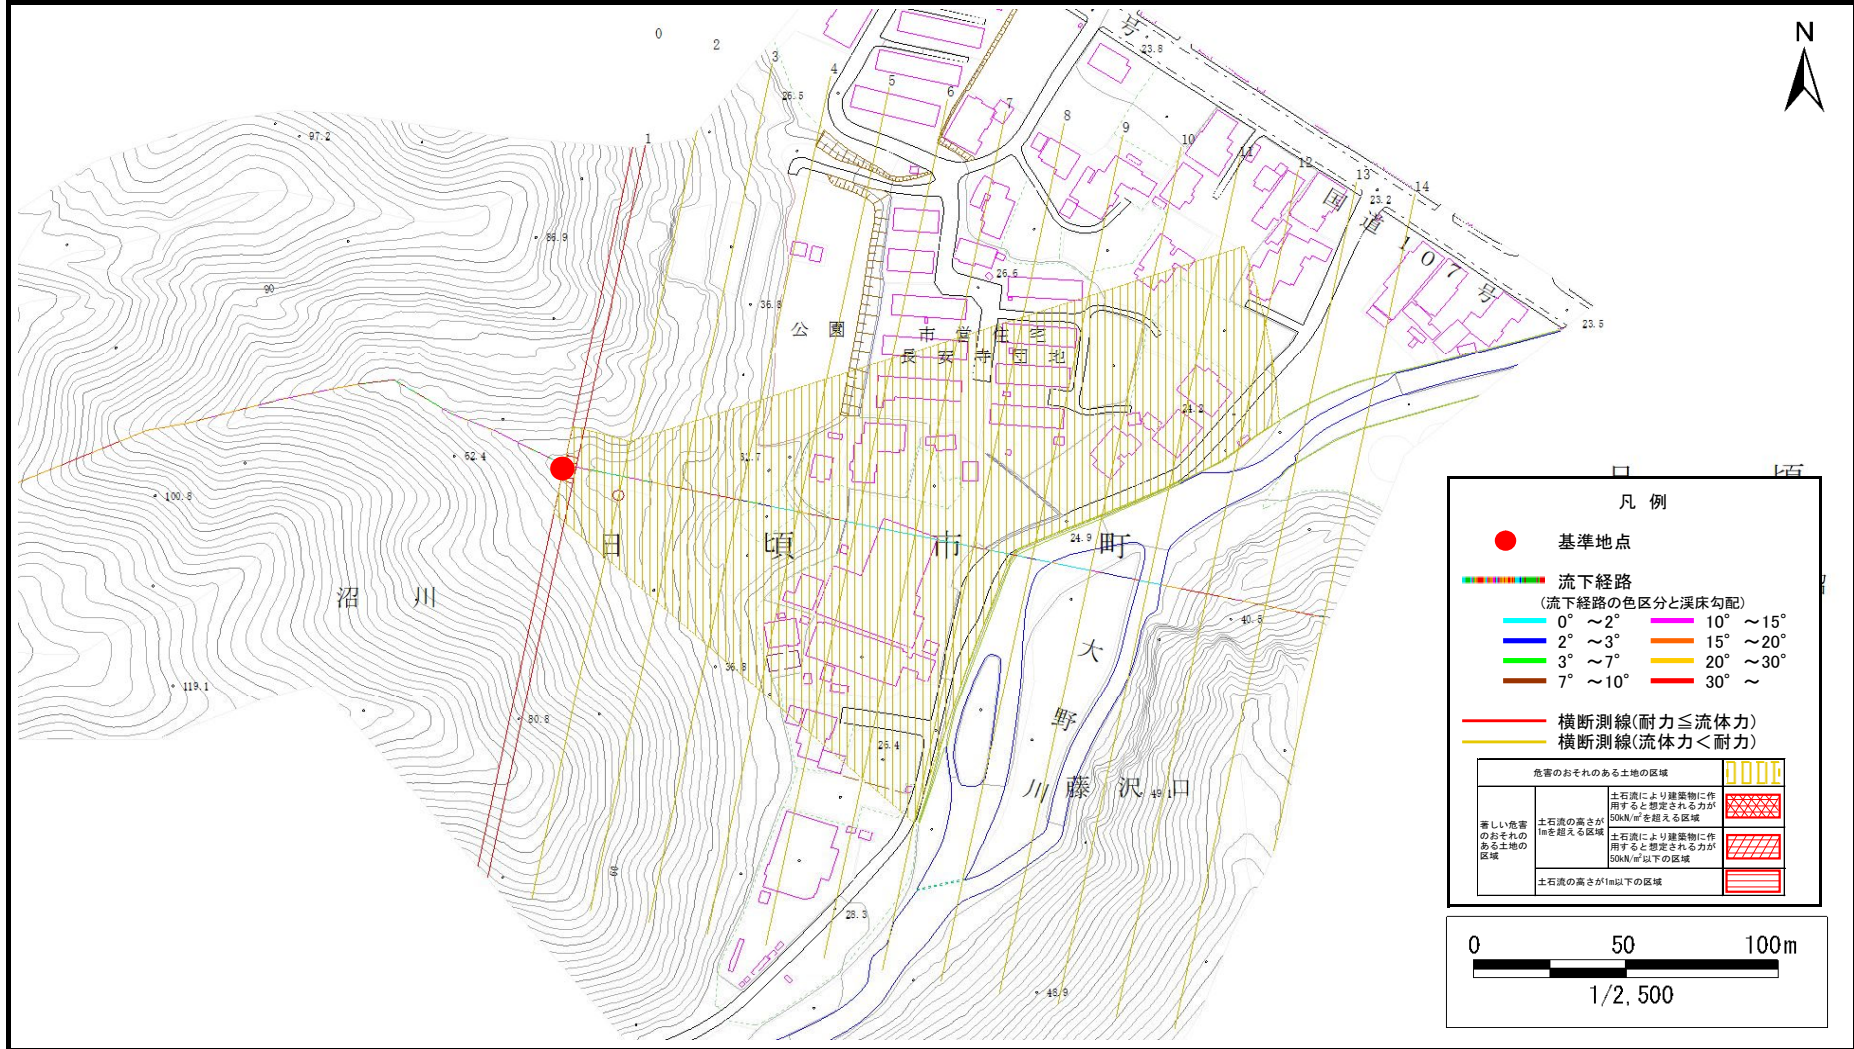 N
号
23.8
0
2
3
4
5
6
7
8
9
10
11
12
13
14
1
26.5
97.2
86.9
90
36.3
公園
26.6
市営住宅
長安寺団地
国道107号
23.2
23.5
24.2
62.4
100.8
31.7
日頃市町
24.9
沼川
40.5
大野川
36.8
119.1
80.8
25.4
藤沢口
49.1
60
28.3
48.9
日頃
沼
凡例
基準地点
流下経路
(流下経路の色区分と渓床勾配)
0° ～2° 10° ～15°
2° ～3° 15° ～20°
3° ～7° 20° ～30°
7° ～10° 30° ～
横断測線(耐力≦流体力)
横断測線(流体力＜耐力)
危害のおそれのある土地の区域
著しい危害
のおそれの
ある土地の
区域
土石流の高さが
1mを超える区域
土石流により建築物に作
用すると想定される力が
50kN/㎡を超える区域
土石流により建築物に作
用すると想定される力が
50kN/㎡以下の区域
土石流の高さが1m以下の区域
0 50 100m
1/2,500